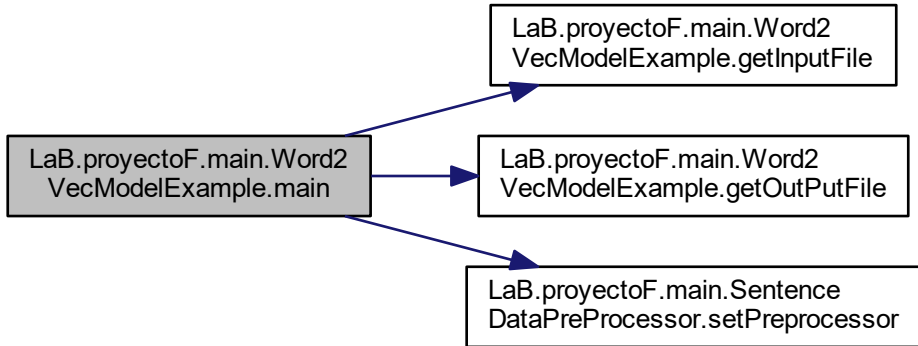 LaB.proyectoF.main.Word2
VecModelExample.getInputFile
LaB.proyectoF.main.Word2
VecModelExample.main
LaB.proyectoF.main.Word2
VecModelExample.getOutPutFile
LaB.proyectoF.main.Sentence
DataPreProcessor.setPreprocessor